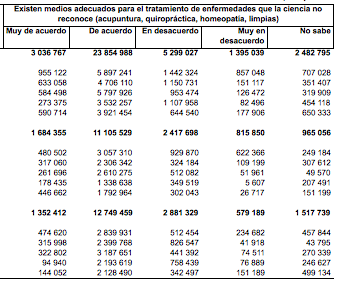 Existen medios adecuados para el tratamiento de enfermedades que la ciencia no
reconoce (acupuntura, quiropráctica, homeopatía, limpias)
Muy de acuerdo De acuerdo En desacuerdo Muy en desacuerdo No sabe
3 036 767 23 854 988 5 299 027 1 395 039 2 482 795
955 122 5 897 241 1 442 324 857 048 707 028
633 058 4 706 110 1 150 731 151 117 351 407
584 498 5 797 926 953 474 126 472 319 909
273 375 3 532 257 1 107 958 82 496 454 118
590 714 3 921 454 644 540 177 906 650 333
1 684 355 11 105 529 2 417 698 815 850 965 056
480 502 3 057 310 929 870 622 366 249 184
317 060 2 306 342 324 184 109 199 307 612
261 696 2 610 275 512 082 51 961 49 570
178 435 1 338 638 349 519 5 607 207 491
446 662 1 792 964 302 043 26 717 151 199
1 352 412 12 749 459 2 881 329 579 189 1 517 739
474 620 2 839 931 512 454 234 682 457 844
315 998 2 399 768 826 547 41 918 43 795
322 802 3 187 651 441 392 74 511 270 339
94 940 2 193 619 758 439 76 889 246 627
144 052 2 128 490 342 497 151 189 499 134